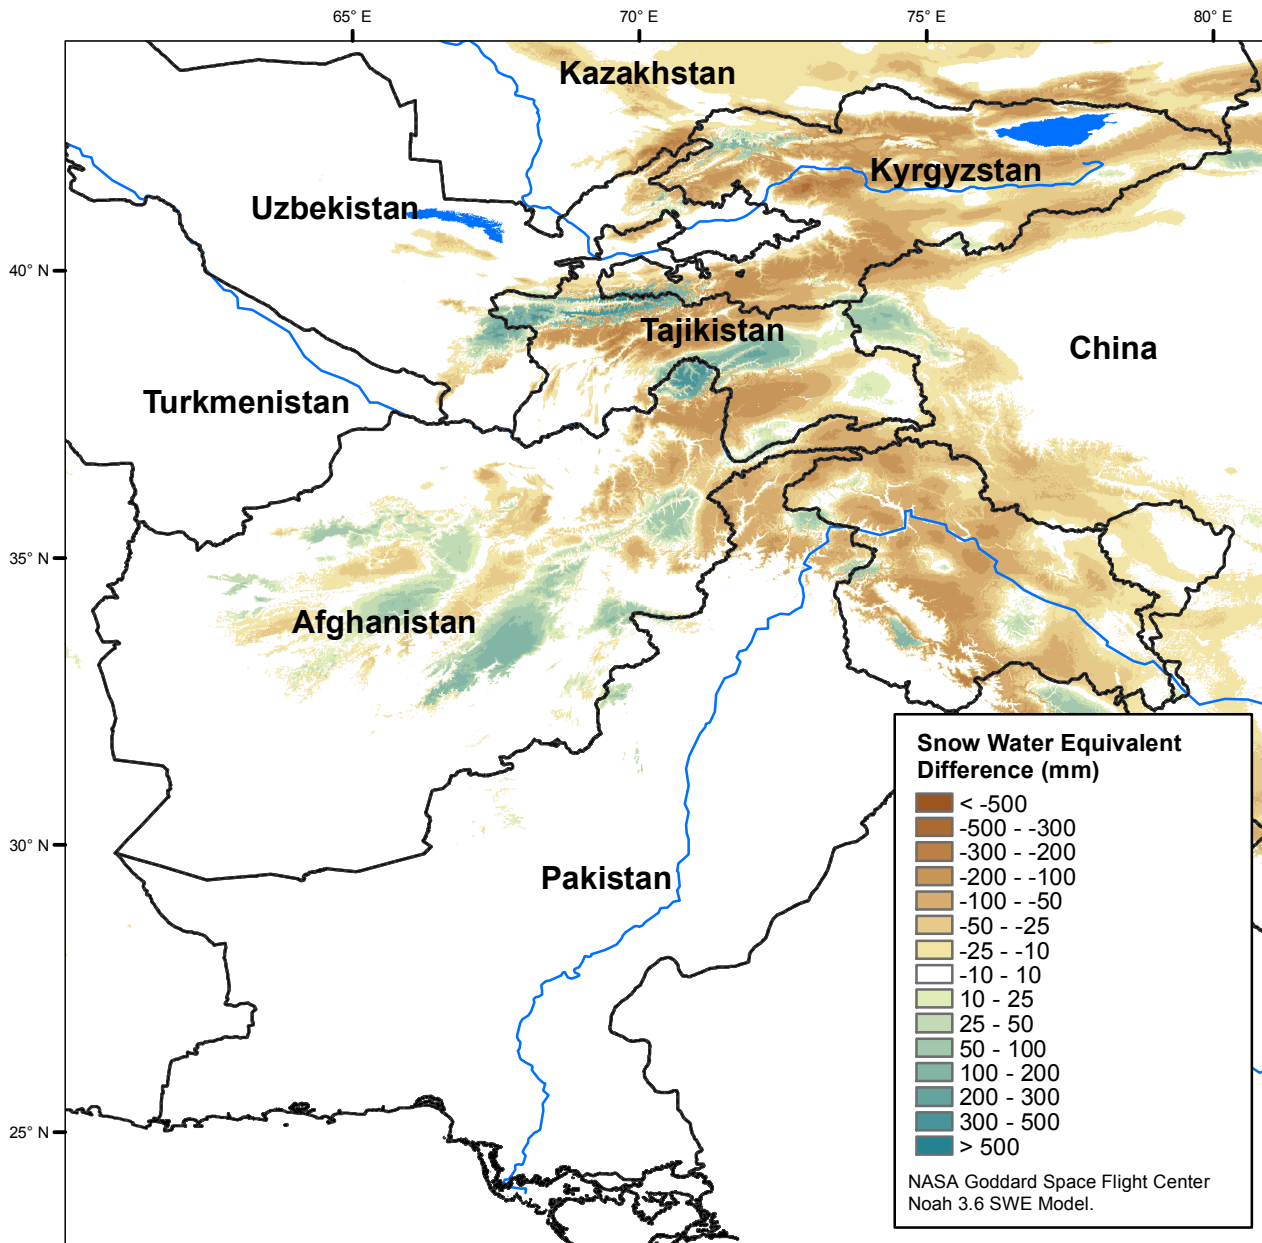 65° E
70° E
75° E
80° E
Kazakhstan
Kyrgyzstan
Uzbekistan
40° N
Tajikistan
China
Turkmenistan
35° N
Afghanistan
Snow Water Equivalent
Difference (mm)
< -500
-500 - -300
-300 - -200
-200 - -100
-100 - -50
-50 - -25
-25 - -10
-10 - 10
10 - 25
25 - 50
50 - 100
100 - 200
200 - 300
300 - 500
> 500
NASA Goddard Space Flight Center
Noah 3.6 SWE Model.
30° N
Pakistan
25° N